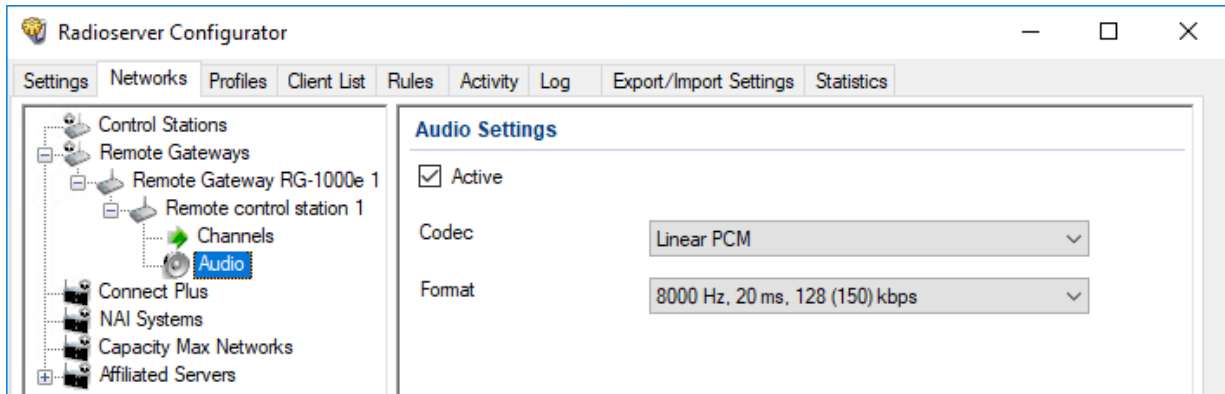 Radioserver Configurator
Settings Networks Profiles Client List Rules Activity Log Export/Import Settings Statistics
Control Stations
Remote Gateways
Remote Gateway RG-1000e 1
Remote control station 1
Channels
Audio
Connect Plus
NAI Systems
Capacity Max Networks
Affiliated Servers
Audio Settings
Active
Codec Linear PCM
Format 8000 Hz, 20 ms, 128 (150) kbps